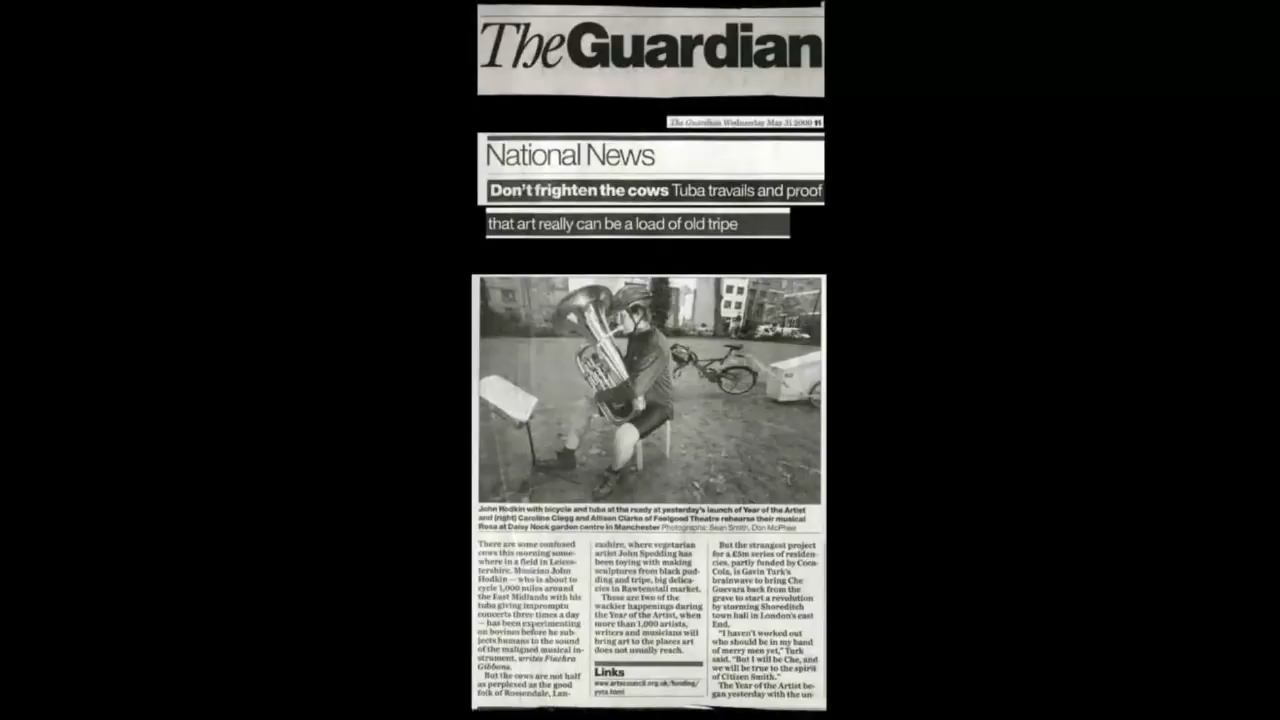 The Guardian
The Guardian Wednesday May 31 2000 11
National News
Don't frighten the cows Tuba travails and proof
that art really can be a load of old tripe
John Hodkin with bicycle and tuba at the ready at yesterday's launch of Year of the Artist
and (right) Caroline Clegg and Allison Clarke of Feelgood Theatre rehearse their musical
Rosa at Daisy Nook garden centre in Manchester Photographs: Sean Smith, Don McPhee
There are some confused
cows this morning some-
where in a field in Leices-
tershire. Musician John
Hodkin — who is about to
cycle 1,000 miles around
the East Midlands with his
tuba giving impromptu
concerts three times a day
— has been experimenting
on bovines before he sub-
jects humans to the sound
of the maligned musical in-
strument, writes Fiachra
Gibbons.
But the cows are not half
as perplexed as the good
folk of Rossendale, Lan-
cashire, where vegetarian
artist John Spedding has
been toying with making
sculptures from black pud-
ding and tripe, big delica-
cies in Rawtenstall market.
These are two of the
wackier happenings during
the Year of the Artist, when
more than 1,000 artists,
writers and musicians will
bring art to the places art
does not usually reach.
Links
www.artscouncil.org.uk/funding/
yota.html
But the strangest project
for a £5m series of residen-
cies, partly funded by Coca-
Cola, is Gavin Turk's
brainwave to bring Che
Guevara back from the
grave to start a revolution
by storming Shoreditch
town hall in London's east
End.
"I haven't worked out
who should be in my band
of merry men yet," Turk
said. "But I will be Che, and
we will be true to the spirit
of Citizen Smith."
The Year of the Artist be-
gan yesterday with the un-